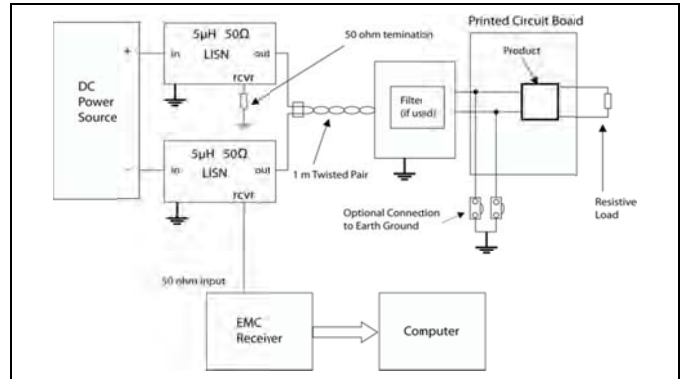 Printed Circuit Board
5µH 50Ω
in out
LISN
rcvr
50 ohm temination
Product
+
DC
Power
Source
Filter
(if used)
-
5µH 50Ω
in out
LISN
rcvr
1 m Twisted Pair
Optional Connection
to Earth Ground
Resistive
Load
50 ohm input
EMC
Receiver
Computer